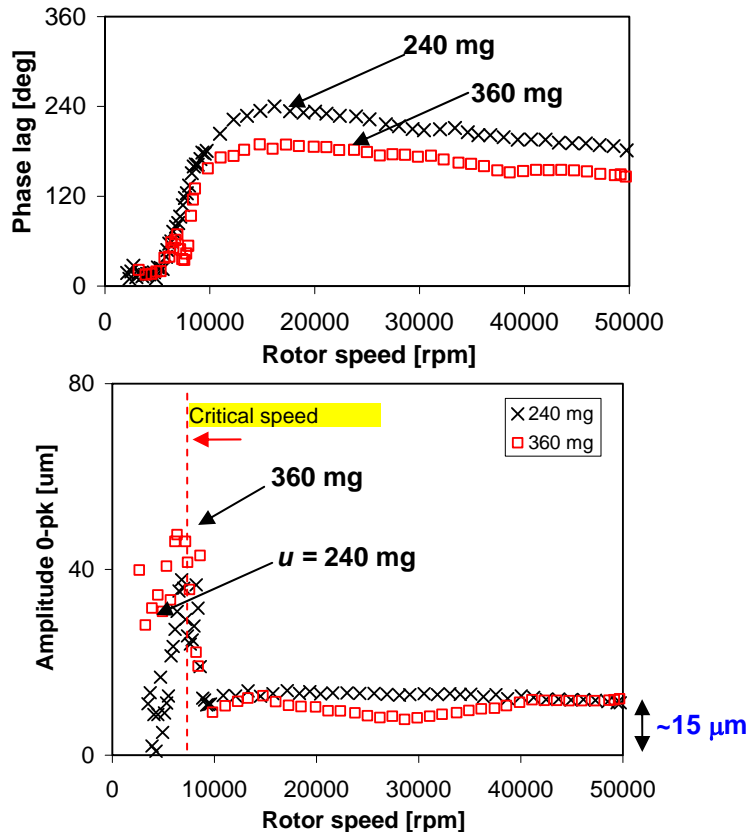 360
240
120
0
Phase lag [deg]
240 mg
360 mg
0 10000 20000 30000 40000 50000
Rotor speed [rpm]
80
40
0
Amplitude 0-pk [um]
Critical speed
240 mg
360 mg
360 mg
u = 240 mg
~15 μm
0 10000 20000 30000 40000 50000
Rotor speed [rpm]